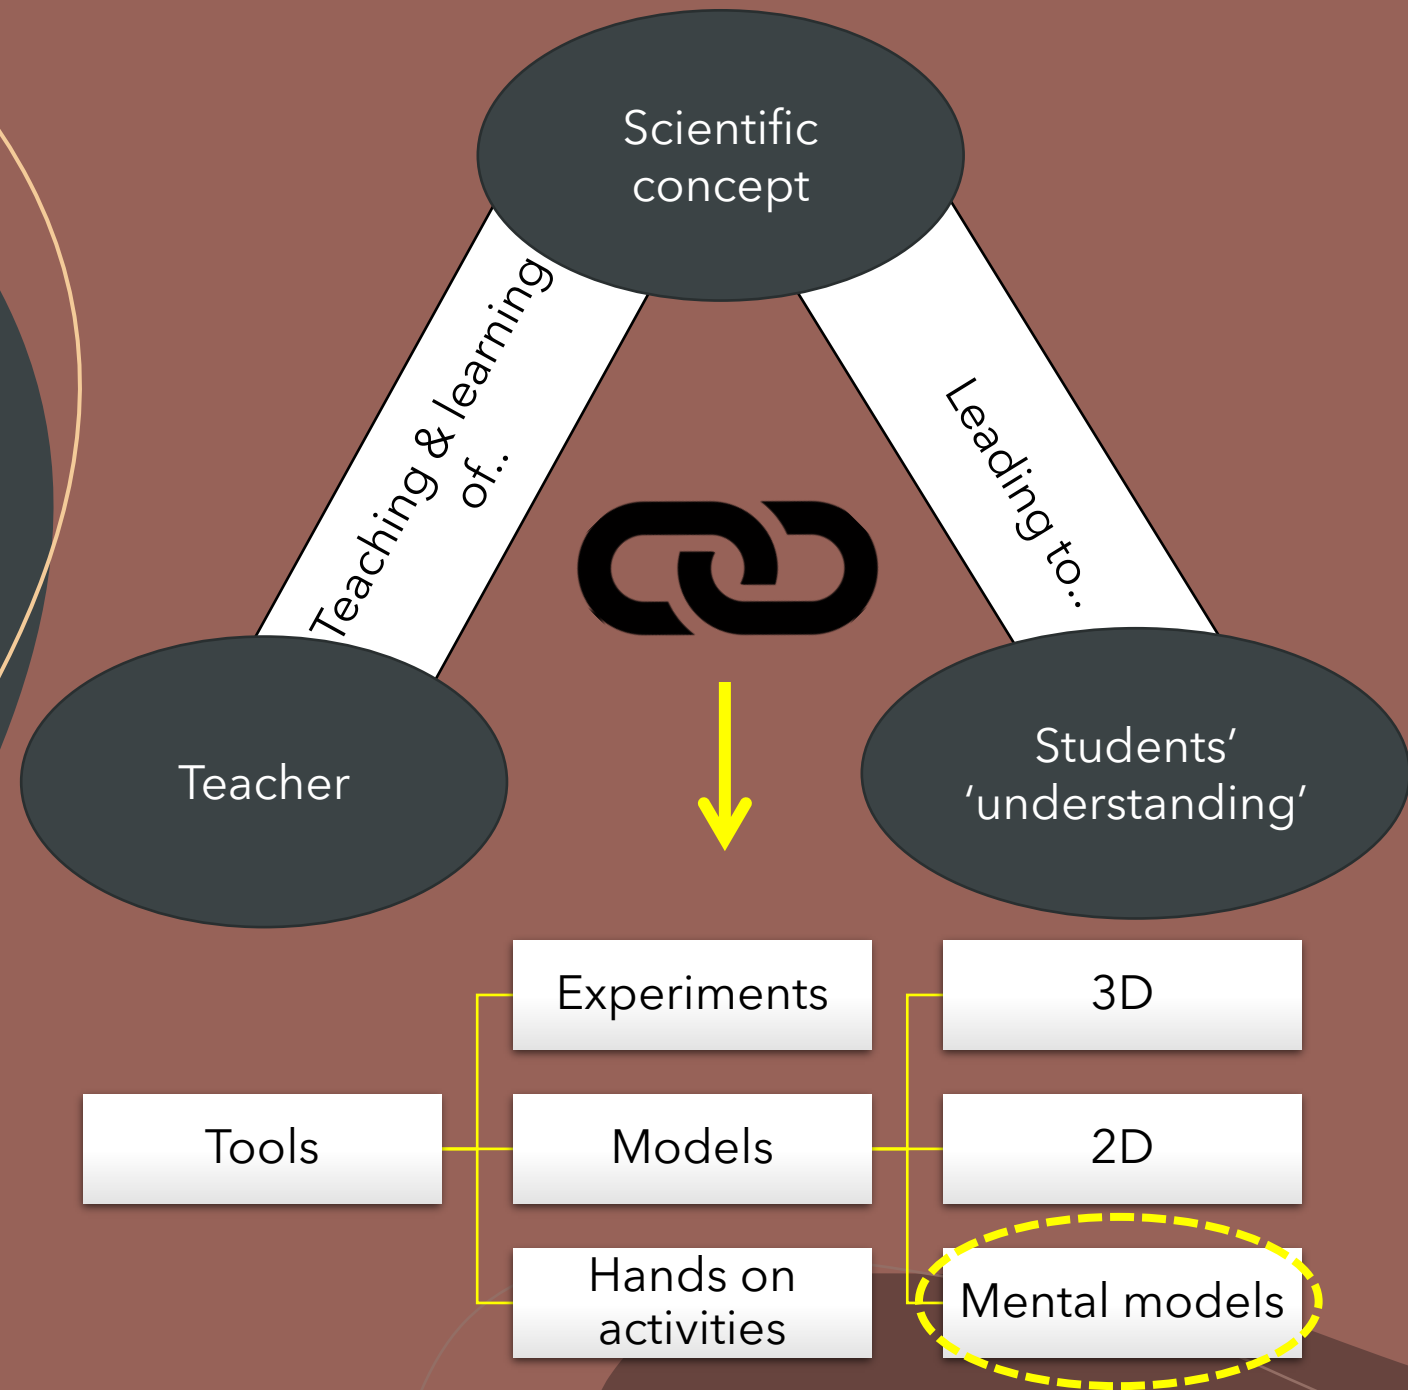 Scientific
concept
Teaching & learning
of..
Leading to..
Teacher
Students’
‘understanding’
Experiments
3D
Tools
Models
2D
Hands on
activities
Mental models